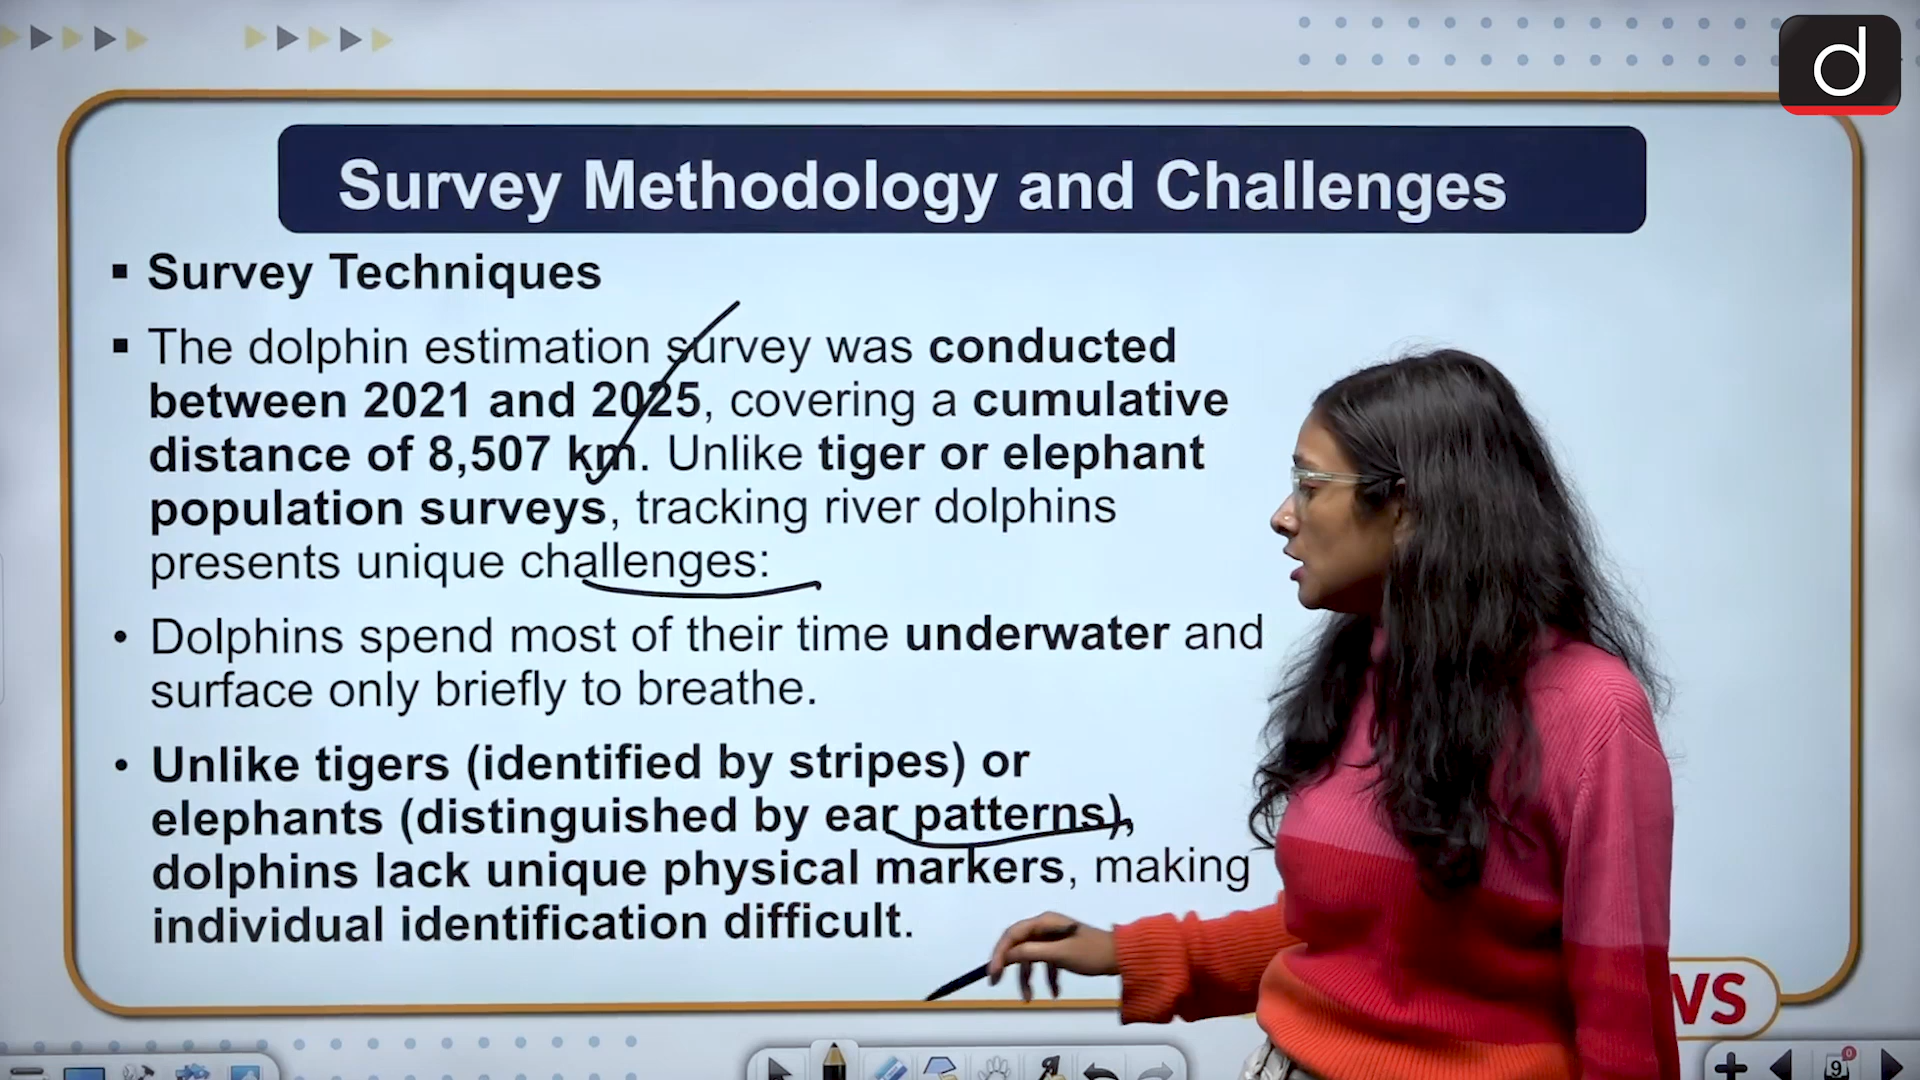 d
Survey Methodology and Challenges
▪ Survey Techniques
▪ The dolphin estimation survey was conducted
between 2021 and 2025, covering a cumulative
distance of 8,507 km. Unlike tiger or elephant
population surveys, tracking river dolphins
presents unique challenges:
• Dolphins spend most of their time underwater and
surface only briefly to breathe.
• Unlike tigers (identified by stripes) or
elephants (distinguished by ear patterns),
dolphins lack unique physical markers, making
individual identification difficult.
9
0